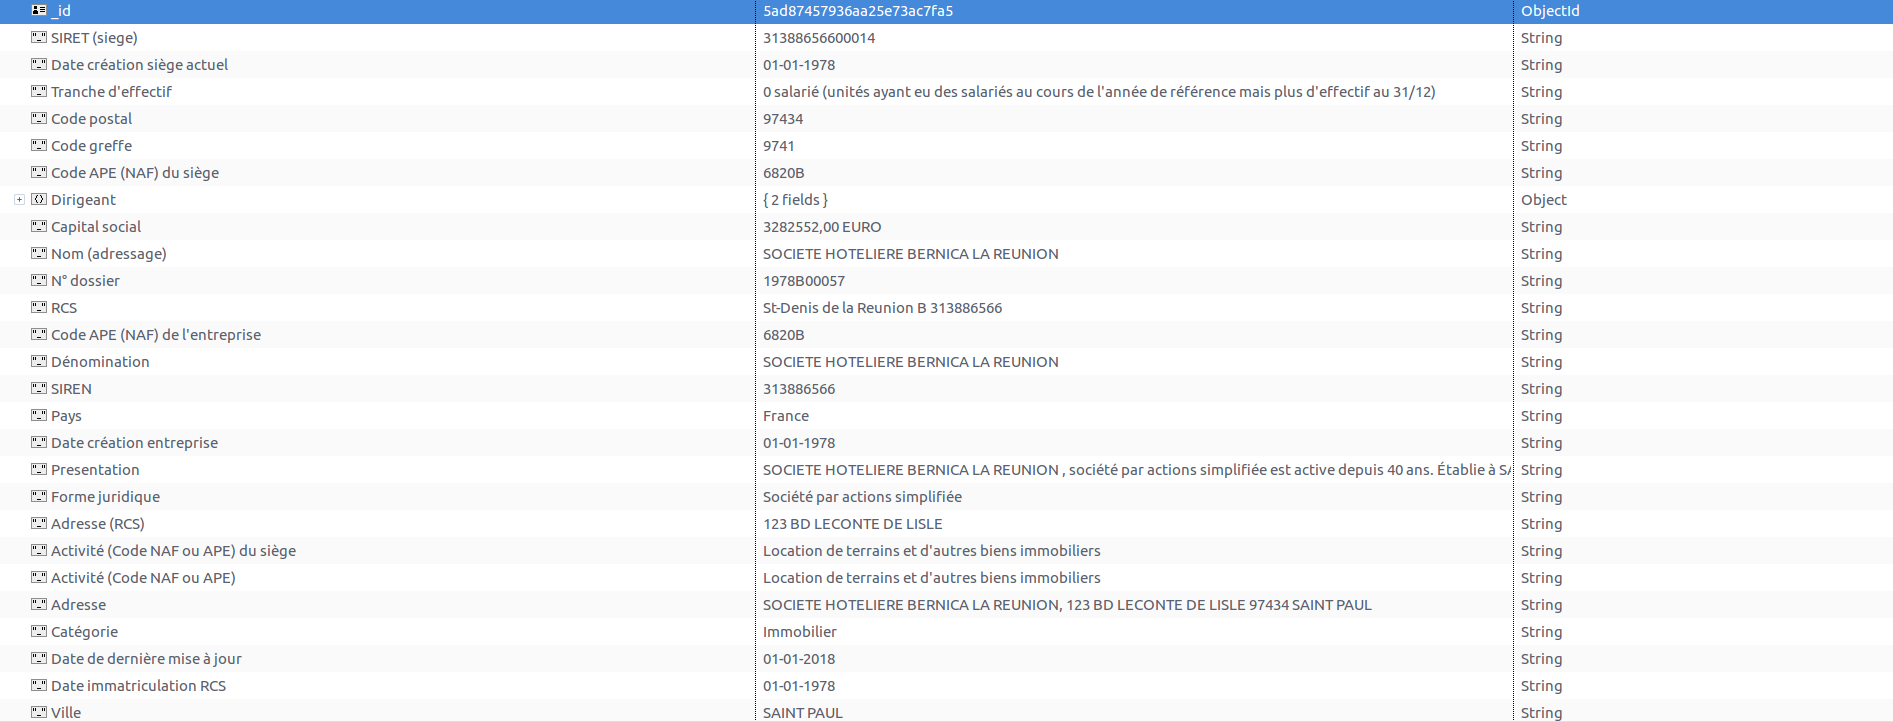 _id 5ad87457936aa25e73ac7fa5 ObjectId
SIRET (siege) 31388656600014 String
Date création siège actuel 01-01-1978 String
Tranche d'effectif 0 salarié (unités ayant eu des salariés au cours de l'année de référence mais plus d'effectif au 31/12) String
Code postal 97434 String
Code greffe 9741 String
Code APE (NAF) du siège 6820B String
Dirigeant { 2 fields } Object
Capital social 3282552,00 EURO String
Nom (adressage) SOCIETE HOTELIERE BERNICA LA REUNION String
N° dossier 1978B00057 String
RCS St-Denis de la Reunion B 313886566 String
Code APE (NAF) de l'entreprise 6820B String
Dénomination SOCIETE HOTELIERE BERNICA LA REUNION String
SIREN 313886566 String
Pays France String
Date création entreprise 01-01-1978 String
Presentation SOCIETE HOTELIERE BERNICA LA REUNION , société par actions simplifiée est active depuis 40 ans. Établie à SA String
Forme juridique Société par actions simplifiée String
Adresse (RCS) 123 BD LECONTE DE LISLE String
Activité (Code NAF ou APE) du siège Location de terrains et d'autres biens immobiliers String
Activité (Code NAF ou APE) Location de terrains et d'autres biens immobiliers String
Adresse SOCIETE HOTELIERE BERNICA LA REUNION, 123 BD LECONTE DE LISLE 97434 SAINT PAUL String
Catégorie Immobilier String
Date de dernière mise à jour 01-01-2018 String
Date immatriculation RCS 01-01-1978 String
Ville SAINT PAUL String